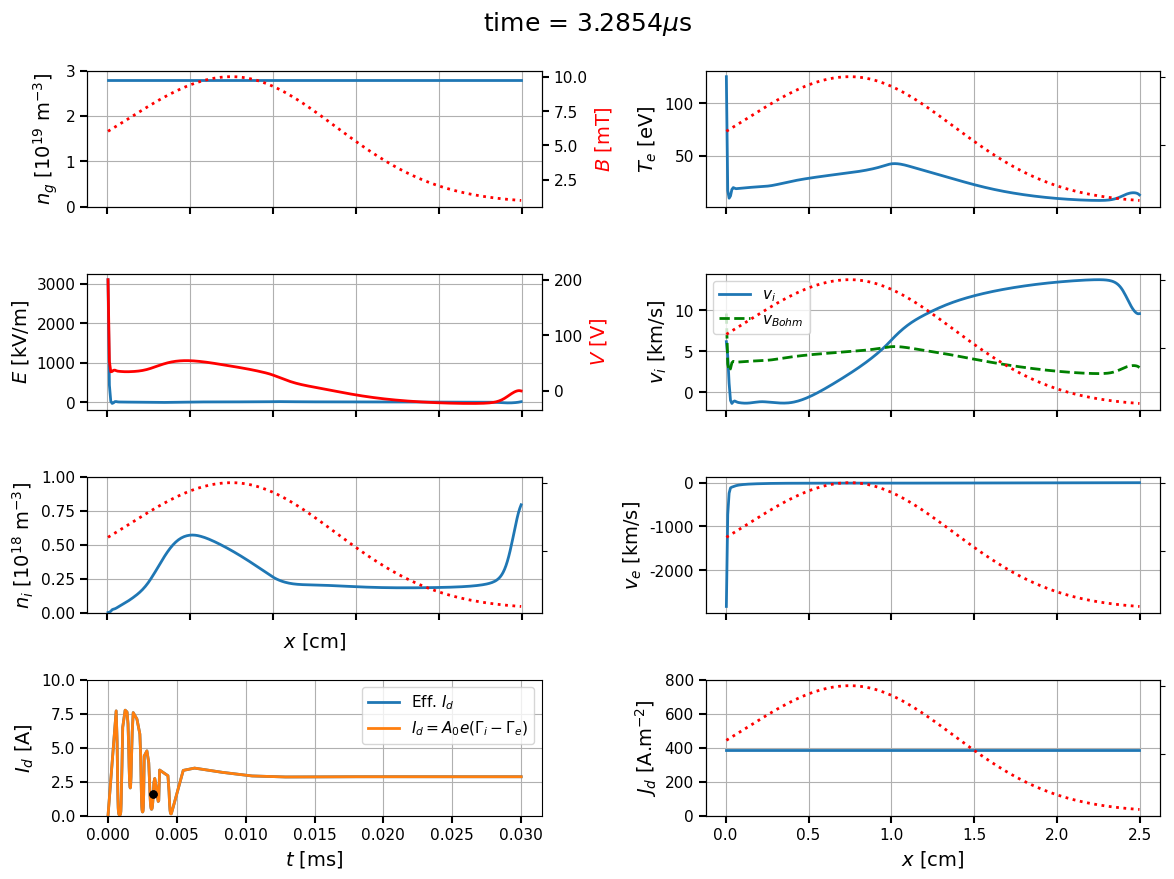 time = 3.2854μs
n_g [10^19 m^−3]
3
2
1
0
10.0
7.5
5.0
2.5
B [mT]
T_e [eV]
100
50
E [kV/m]
3000
2000
1000
0
200
100
0
V [V]
v_i [km/s]
10
5
0
v_i
v_Bohm
n_i [10^18 m^−3]
1.00
0.75
0.50
0.25
0.00
x [cm]
v_e [km/s]
0
-1000
-2000
I_d [A]
10.0
7.5
5.0
2.5
0.0
Eff. I_d
I_d = A_0e(Γ_i − Γ_e)
0.000 0.005 0.010 0.015 0.020 0.025 0.030
t [ms]
J_d [A.m^−2]
800
600
400
200
0
0.0 0.5 1.0 1.5 2.0 2.5
x [cm]